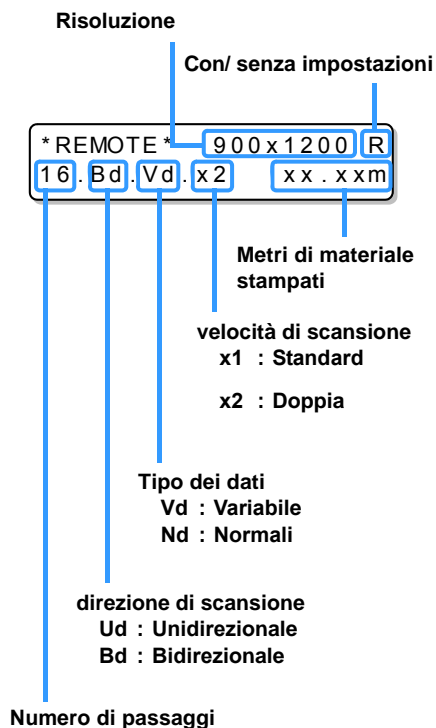 Risoluzione
Con/ senza impostazioni
*REMOTE* 900x1200 R
16.Bd.Vd.x2 xx.xxm
Metri di materiale
stampati
velocità di scansione
x1 : Standard
x2 : Doppia
Tipo dei dati
Vd : Variabile
Nd : Normali
direzione di scansione
Ud : Unidirezionale
Bd : Bidirezionale
Numero di passaggi